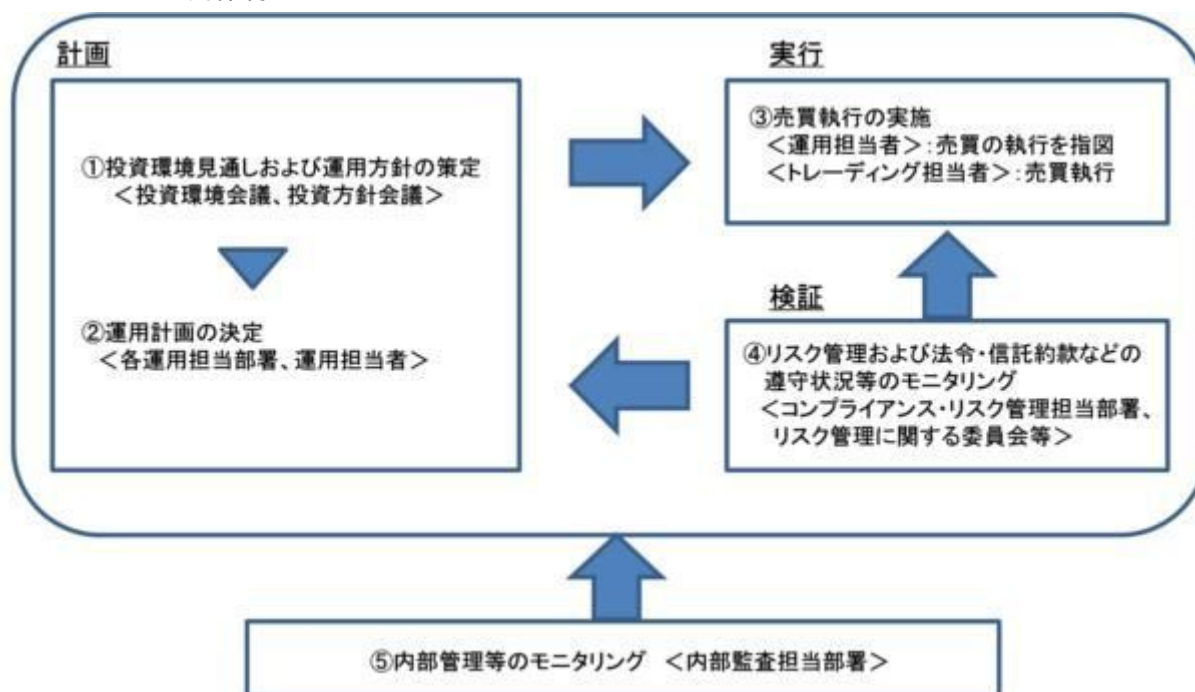 計画
①投資環境見通しおよび運用方針の策定
＜投資環境会議、投資方針会議＞
②運用計画の決定
＜各運用担当部署、運用担当者＞
実行
③売買執行の実施
＜運用担当者＞：売買の執行を指図
＜トレーディング担当者＞：売買執行
検証
④リスク管理および法令・信託約款などの
遵守状況等のモニタリング
＜コンプライアンス・リスク管理担当部署、
リスク管理に関する委員会等＞
⑤内部管理等のモニタリング　＜内部監査担当部署＞